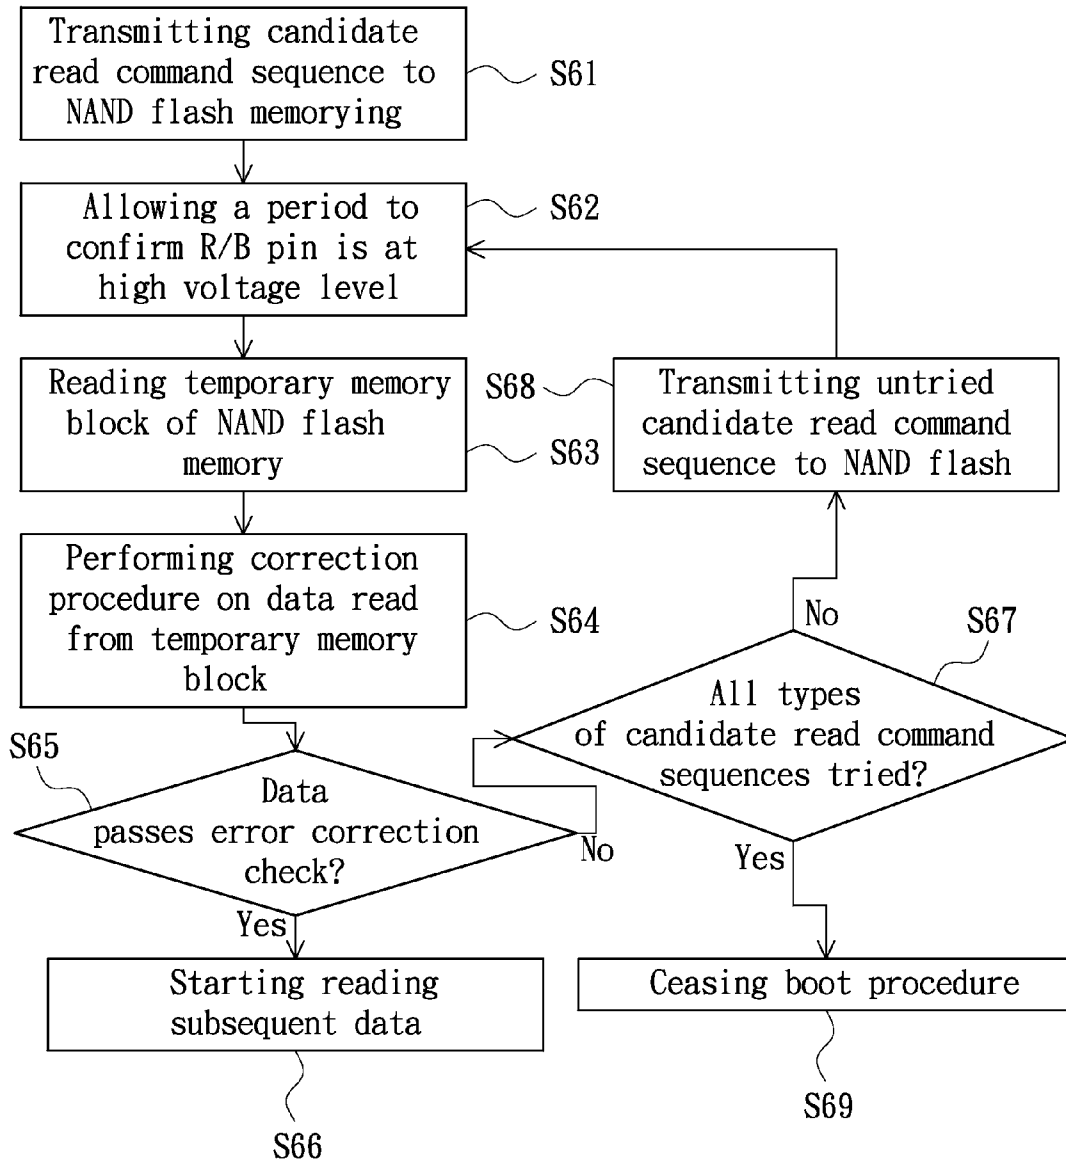 Transmitting candidate
read command sequence to
NAND flash memorying
S61
Allowing a period to
confirm R/B pin is at
high voltage level
S62
Reading temporary memory
block of NAND flash
memory
S63
Performing correction
procedure on data read
from temporary memory
block
S64
S65
Data
passes error correction
check?
No
Yes
Starting reading
subsequent data
S66
S68
Transmitting untried
candidate read command
sequence to NAND flash
No
S67
All types
of candidate read command
sequences tried?
Yes
Ceasing boot procedure
S69